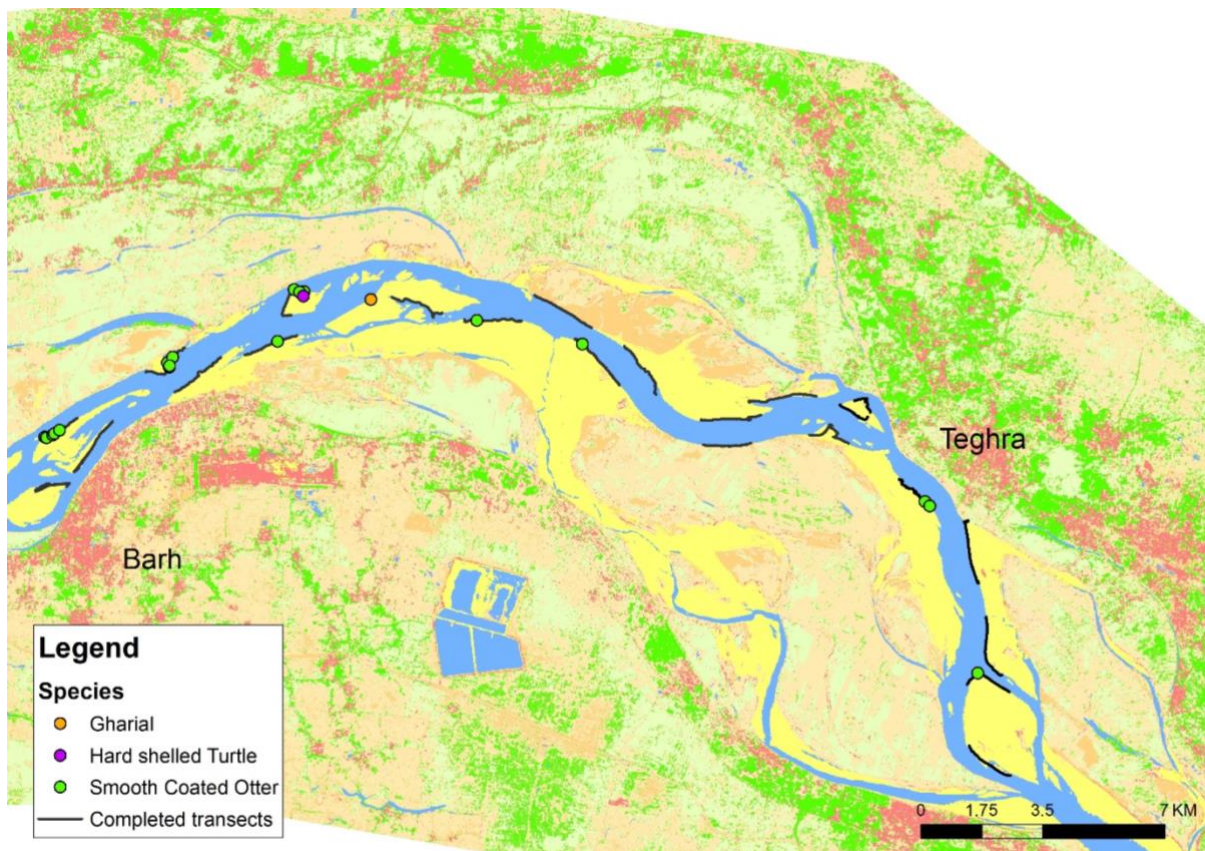 Teghra
Barh
Legend
Species
Gharial
Hard shelled Turtle
Smooth Coated Otter
Completed transects
0 1.75 3.5 7 KM